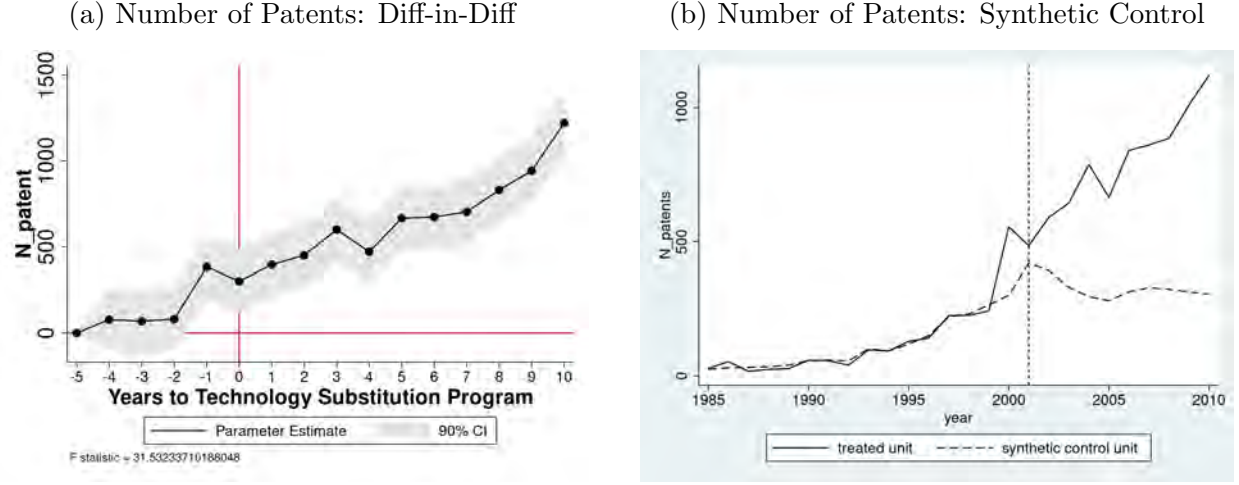 (a) Number of Patents: Diff-in-Diff
1500
1000
500
0
N_patent
-5 -4 -3 -2 -1 0 1 2 3 4 5 6 7 8 9 10
Years to Technology Substitution Program
Parameter Estimate 90% CI
F statistic = 31.53233710188048
(b) Number of Patents: Synthetic Control
1000
500
0
N_patents
1985 1990 1995 2000 2005 2010
year
treated unit synthetic control unit